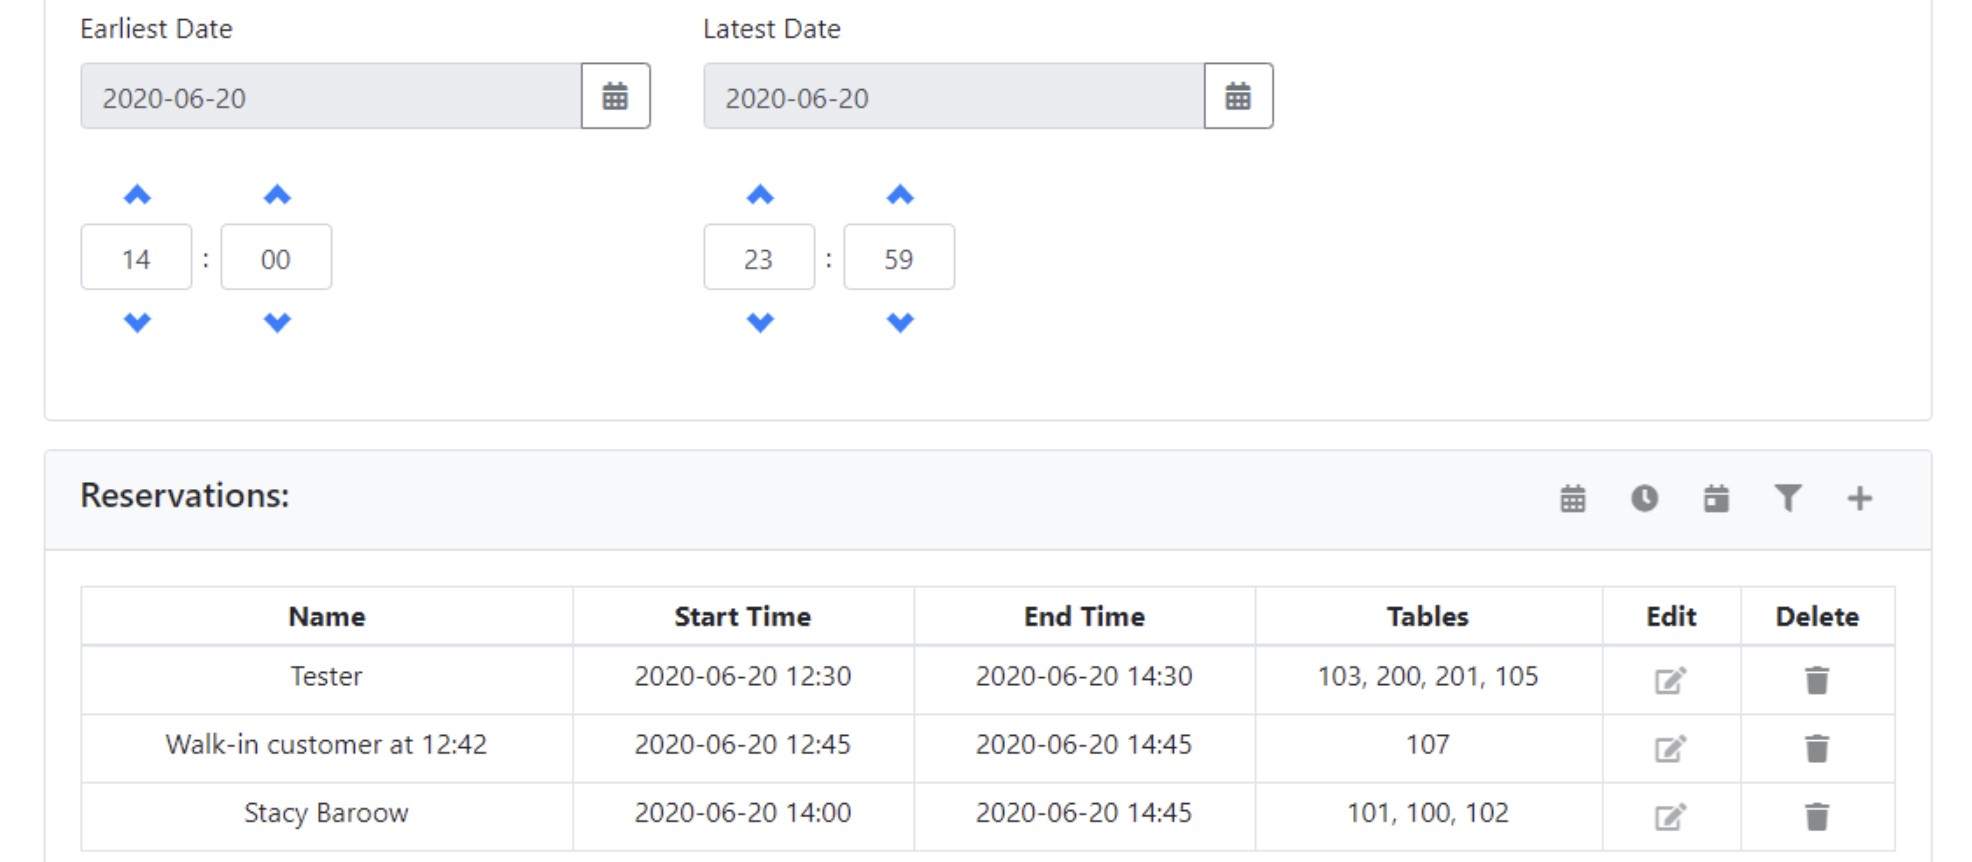 Earliest Date Latest Date
2020-06-20 2020-06-20
14 : 00 23 : 59
Reservations:
Name Start Time End Time Tables Edit Delete
Tester 2020-06-20 12:30 2020-06-20 14:30 103, 200, 201, 105
Walk-in customer at 12:42 2020-06-20 12:45 2020-06-20 14:45 107
Stacy Baroow 2020-06-20 14:00 2020-06-20 14:45 101, 100, 102